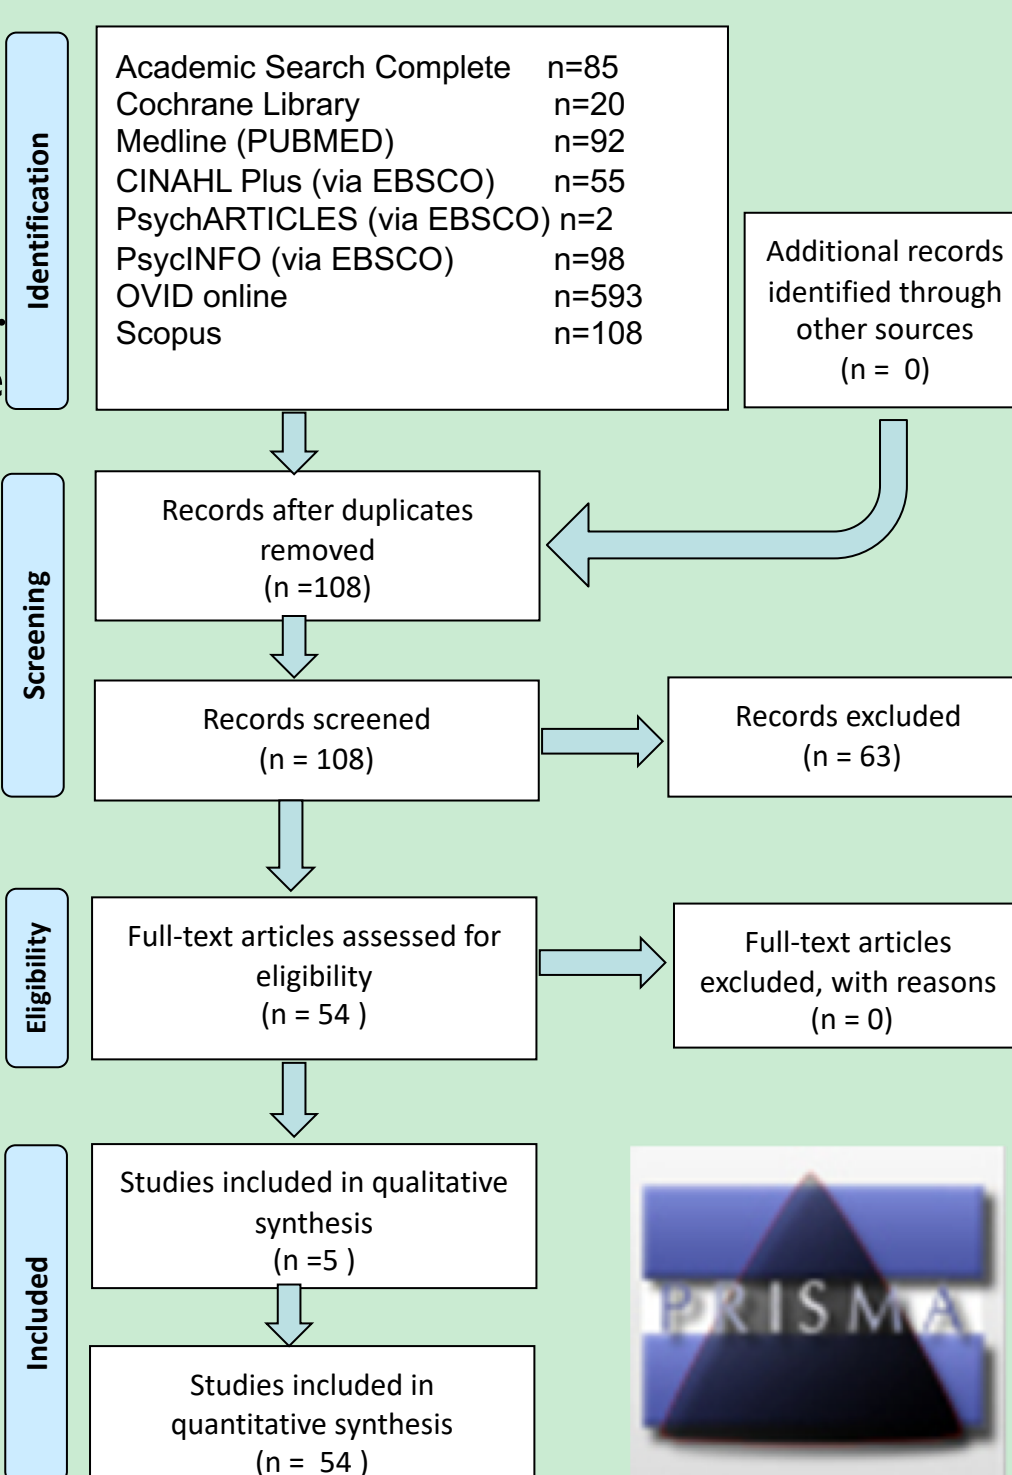 Identification
Academic Search Complete n=85
Cochrane Library n=20
Medline (PUBMED) n=92
CINAHL Plus (via EBSCO) n=55
PsychARTICLES (via EBSCO) n=2
PsycINFO (via EBSCO) n=98
OVID online n=593
Scopus n=108
Additional records
identified through
other sources
(n = 0)
Screening
Records after duplicates
removed
(n =108)
Records screened
(n = 108)
Records excluded
(n = 63)
Eligibility
Full-text articles assessed for
eligibility
(n = 54 )
Full-text articles
excluded, with reasons
(n = 0)
Included
Studies included in qualitative
synthesis
(n =5 )
Studies included in
quantitative synthesis
(n = 54 )
PRISMA